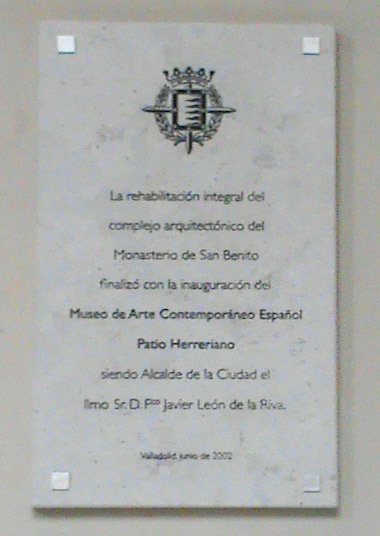 La rehabilitación integral del
complejo arquitectónico del
Monasterio de San Benito
finalizó con la inauguración del
Museo de Arte Contemporáneo Español
Patio Herreriano
siendo Alcalde de la Ciudad el
Ilmo Sr. D. Fco Javier León de la Riva.
Valladolid, junio de 2002